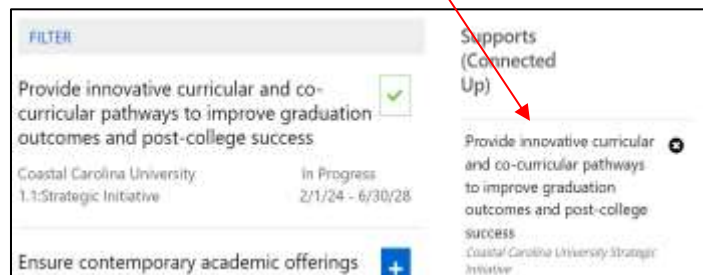 FILTER
Provide innovative curricular and co-
curricular pathways to improve graduation
outcomes and post-college success
Coastal Carolina University In Progress
1.1:Strategic Initiative 2/1/24 - 6/30/28
Ensure contemporary academic offerings
Supports
(Connected
Up)
Provide innovative curricular
and co-curricular pathways
to improve graduation
outcomes and post-college
success
Coastal Carolina University Strategic
Initiative